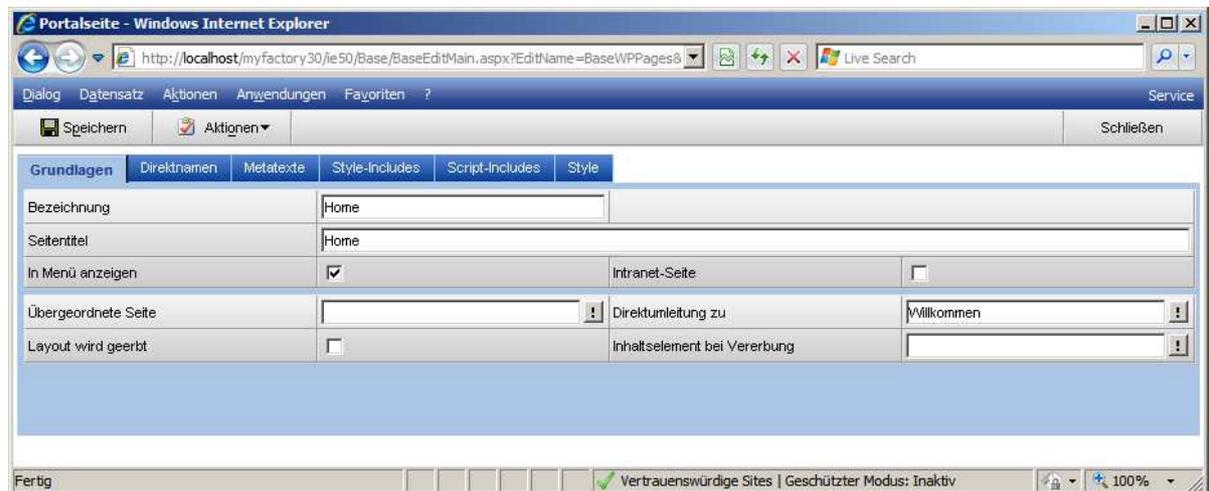 Portalseite - Windows Internet Explorer
http://localhost/myfactory30/ie50/Base/BaseEditMain.aspx?EditName=BaseWPPages& Live Search
Dialog Datensatz Aktionen Anwendungen Favoriten ? Service
Speichern Aktionen Schließen
Grundlagen Direktnamen Metatexte Style-Includes Script-Includes Style
Bezeichnung Home
Seitentitel Home
In Menü anzeigen Intranet-Seite
Übergeordnete Seite ! Direktumleitung zu Willkommen !
Layout wird geerbt Inhaltselement bei Vererbung !
Fertig Vertrauenswürdige Sites | Geschützter Modus: Inaktiv 100%